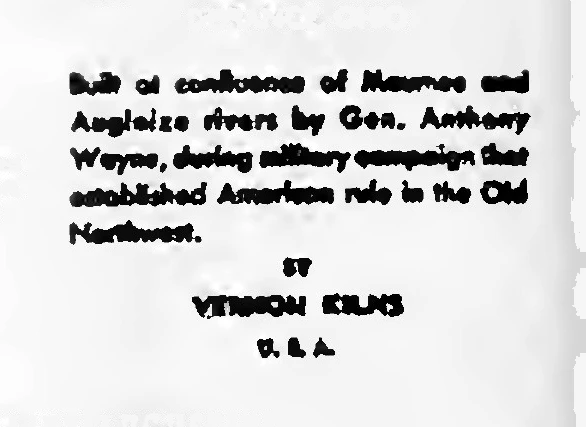 Built at confluence of Maumee and
Auglaize rivers by Gen. Anthony
Wayne, during military campaign that
established American rule in the Old
Northwest.
BY
VERNON KILNS
U. S. A.